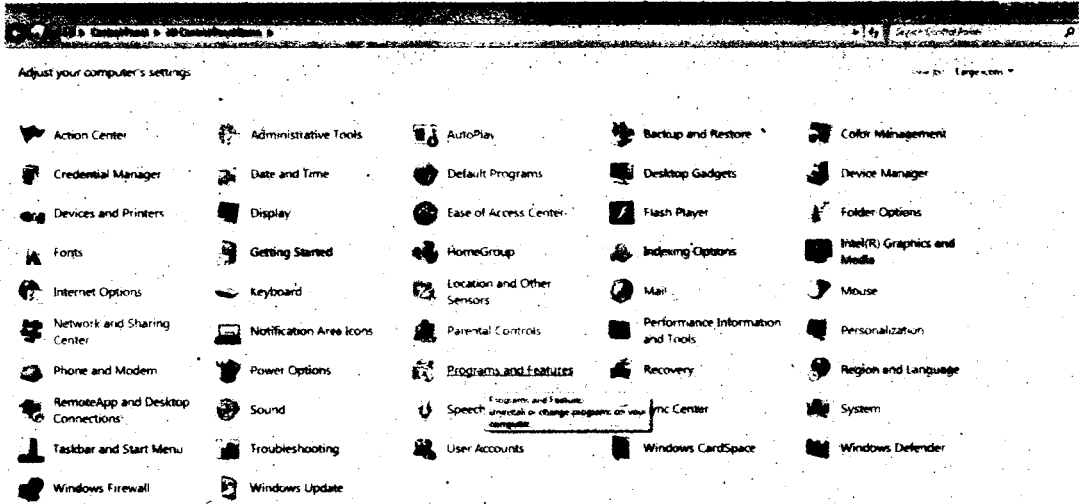 Control Panel
Search Control Panel
Adjust your computer's settings
Large icons
Action Center
Administrative Tools
AutoPlay
Backup and Restore
Color Management
Credential Manager
Date and Time
Default Programs
Desktop Gadgets
Device Manager
Devices and Printers
Display
Ease of Access Center
Flash Player
Folder Options
Fonts
Getting Started
HomeGroup
Indexing Options
Intel(R) Graphics and
Media
Internet Options
Keyboard
Location and Other
Sensors
Mail
Mouse
Network and Sharing
Center
Notification Area Icons
Parental Controls
Performance Information
and Tools
Personalization
Phone and Modem
Power Options
Programs and Features
Recovery
Region and Language
RemoteApp and Desktop
Connections
Sound
Speech
Programs and Features
Uninstall or change programs on your
computer.
ync Center
System
Taskbar and Start Menu
Troubleshooting
User Accounts
Windows CardSpace
Windows Defender
Windows Firewall
Windows Update